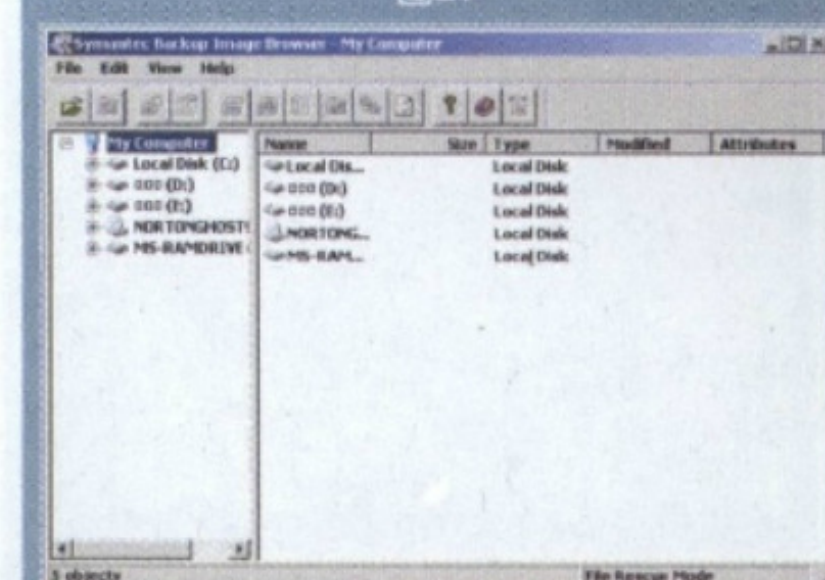 Symantec Backup Image Browser - My Computer
File Edit View Help
My Computer
Local Disk (C:)
□□□ (D:)
□□□ (E:)
NORTONGHOST
MS-RAMDRIVE
Name Size Type Modified Attributes
Local Dis... Local Disk
□□□ (D:) Local Disk
□□□ (E:) Local Disk
NORTONG... Local Disk
MS-RAM... Local Disk
5 objects File Rescue Mode